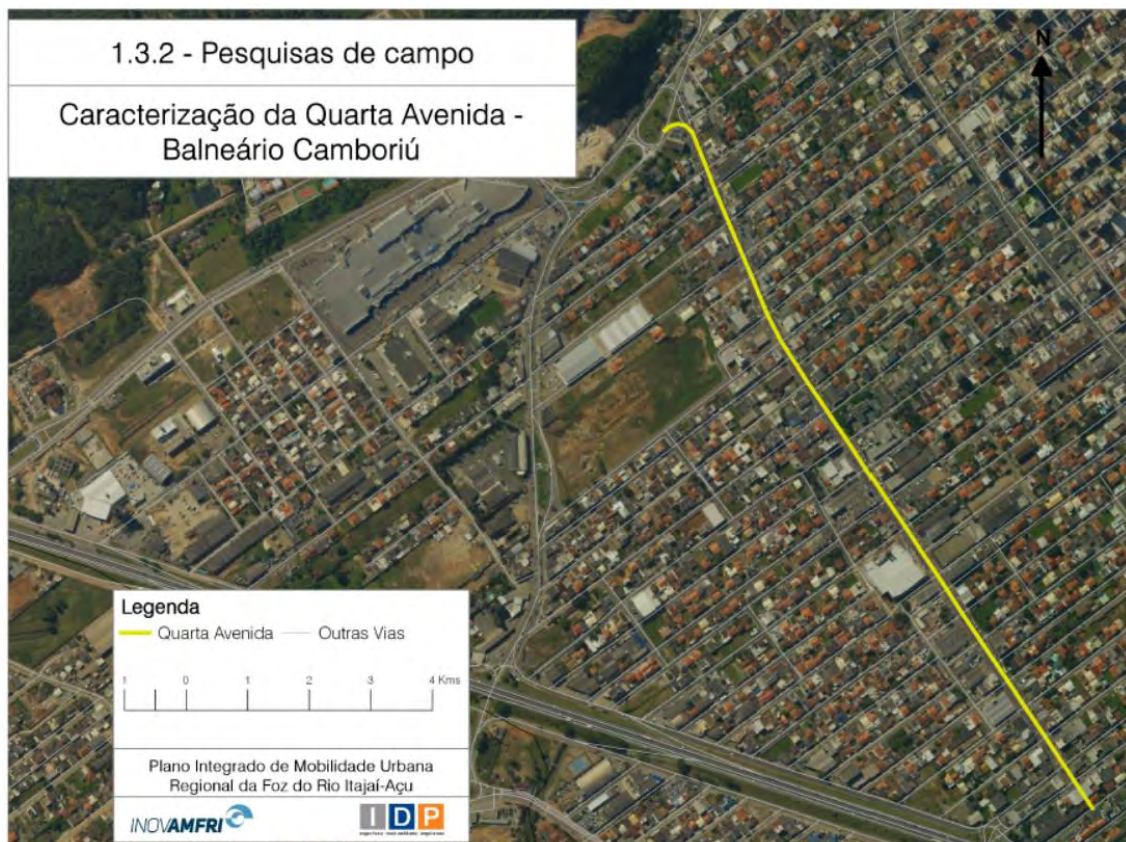 1.3.2 - Pesquisas de campo
Caracterização da Quarta Avenida -
Balneário Camboriú
N
Legenda
Quarta Avenida
Outras Vias
1 0 1 2 3 4 Kms
Plano Integrado de Mobilidade Urbana
Regional da Foz do Rio Itajaí-Açu
INOVAMFRI
IDP